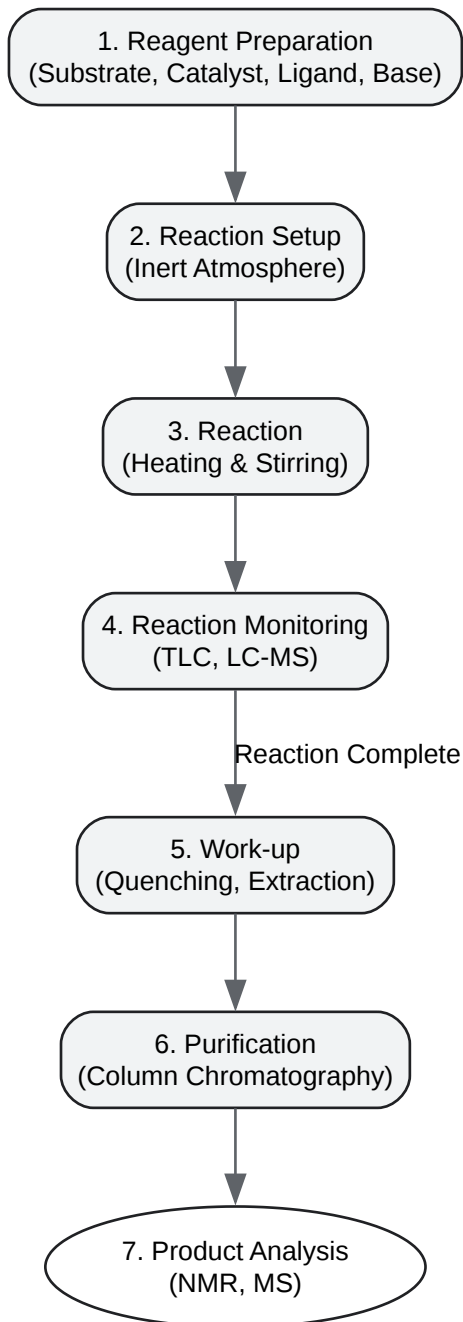 1. Reagent Preparation
(Substrate, Catalyst, Ligand, Base)
2. Reaction Setup
(Inert Atmosphere)
3. Reaction
(Heating & Stirring)
4. Reaction Monitoring
(TLC, LC-MS)
Reaction Complete
5. Work-up
(Quenching, Extraction)
6. Purification
(Column Chromatography)
7. Product Analysis
(NMR, MS)